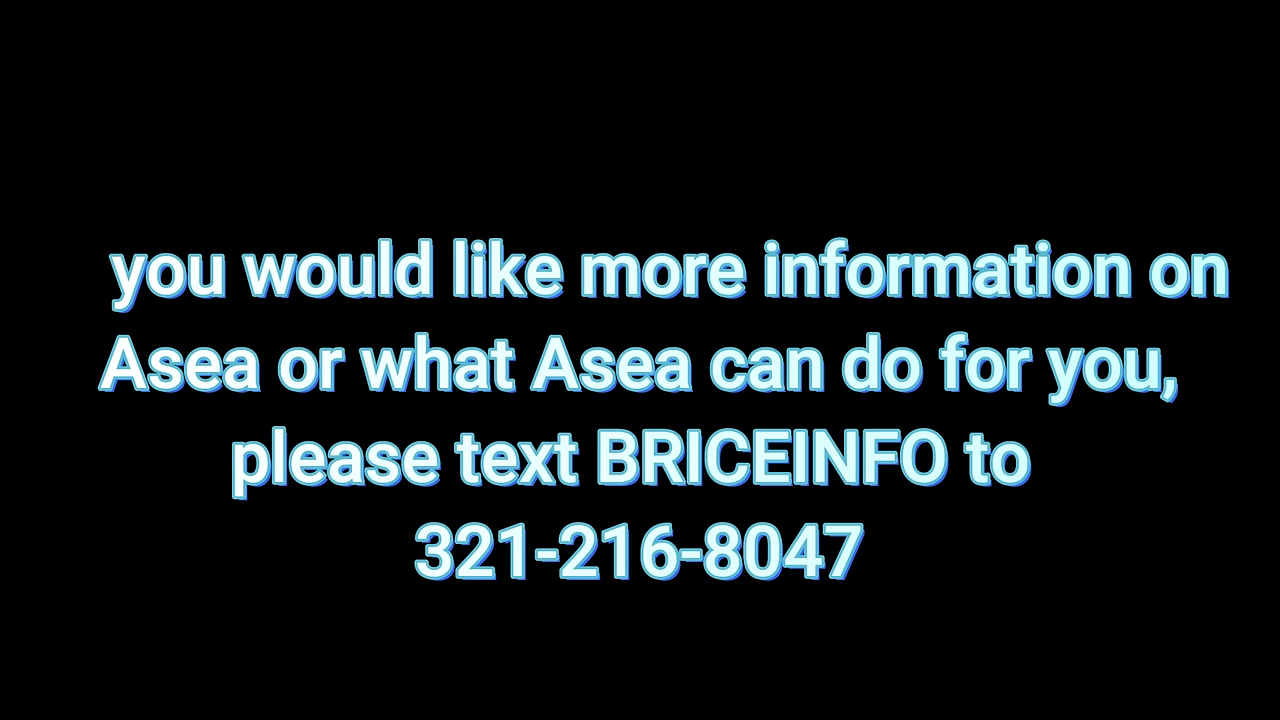 you would like more information on
Asea or what Asea can do for you,
please text BRICEINFO to
321-216-8047